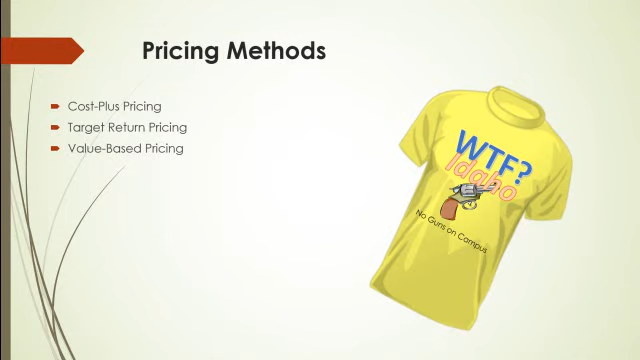 Pricing Methods
Cost-Plus Pricing
Target Return Pricing
Value-Based Pricing
WTF?
Idaho
No Guns on Campus